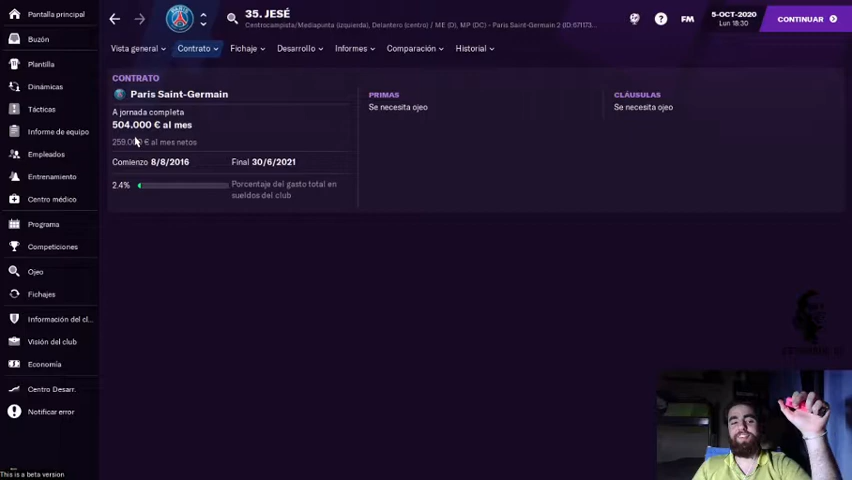 Pantalla principal
35. JESÉ
Centrocampista/Mediapunta (izquierda), Delantero (centro) / ME (D), MP (DC) - Paris Saint-Germain 2 (ID:671173...
FM
5-OCT-2020
Lun 18:30
CONTINUAR
Buzón
Vista general
Contrato
Fichaje
Desarrollo
Informes
Comparación
Historial
Plantilla
Dinámicas
Tácticas
Informe de equipo
Empleados
Entrenamiento
Centro médico
Programa
Competiciones
Ojeo
Fichajes
Información del cl...
Visión del club
Economía
Centro Desarr.
Notificar error
This is a beta version
CONTRATO
Paris Saint-Germain
A jornada completa
504.000 € al mes
259.000 € al mes netos
Comienzo 8/8/2016
Final 30/6/2021
2.4%
Porcentaje del gasto total en
sueldos del club
PRIMAS
Se necesita ojeo
CLÁUSULAS
Se necesita ojeo